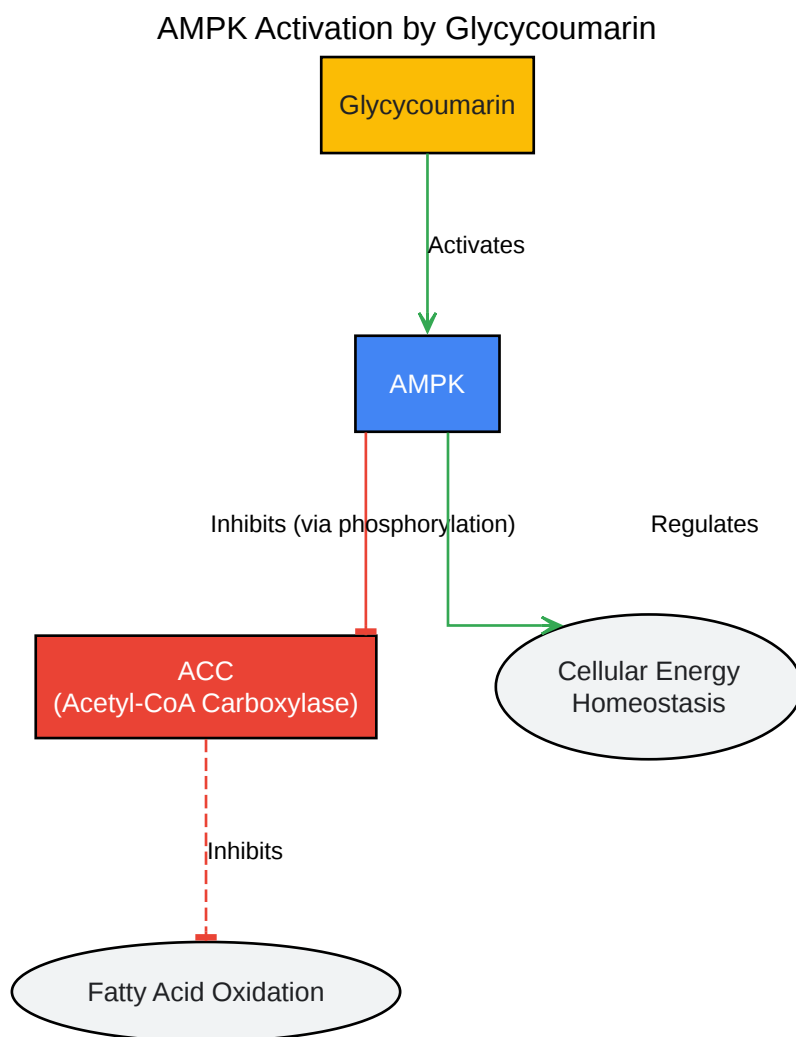 AMPK Activation by Glycycoumarin
Glycycoumarin
Activates
AMPK
Inhibits (via phosphorylation)
Regulates
ACC
(Acetyl-CoA Carboxylase)
Cellular Energy
Homeostasis
Inhibits
Fatty Acid Oxidation